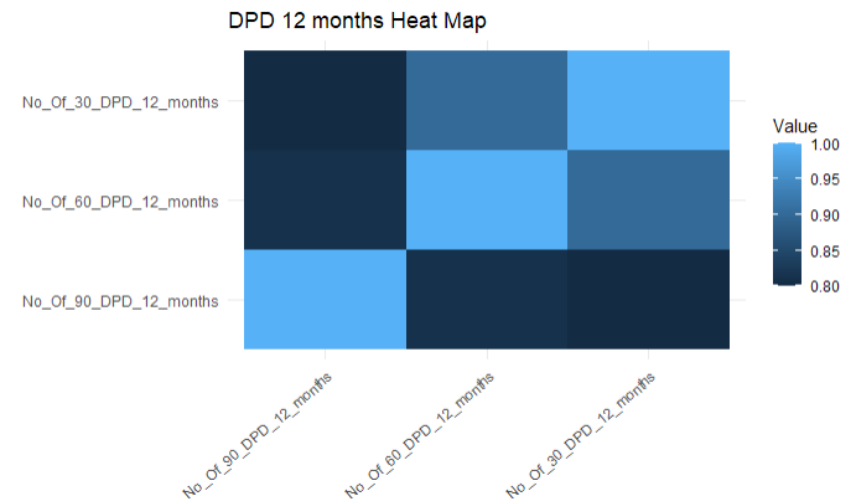 DPD 12 months Heat Map
No_Of_30_DPD_12_months
No_Of_60_DPD_12_months
No_Of_90_DPD_12_months
No_Of_90_DPD_12_months
No_Of_60_DPD_12_months
No_Of_30_DPD_12_months
Value
1.00
0.95
0.90
0.85
0.80